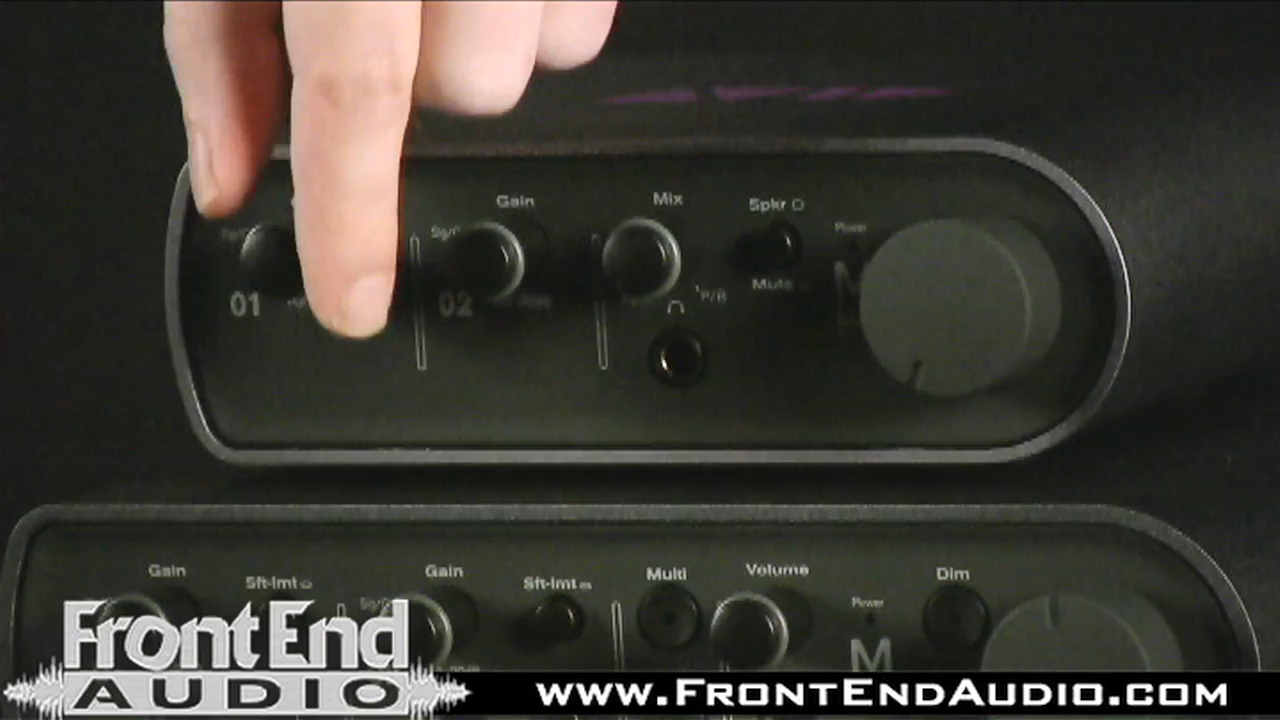 Gain
Mix
Spkr
Power
01
02
Mute
P/B
M
Gain
Sft-lmt
Gain
Sft-lmt
Multi
Volume
Dim
Power
M
Front End
AUDIO
www.FrontEndAudio.com